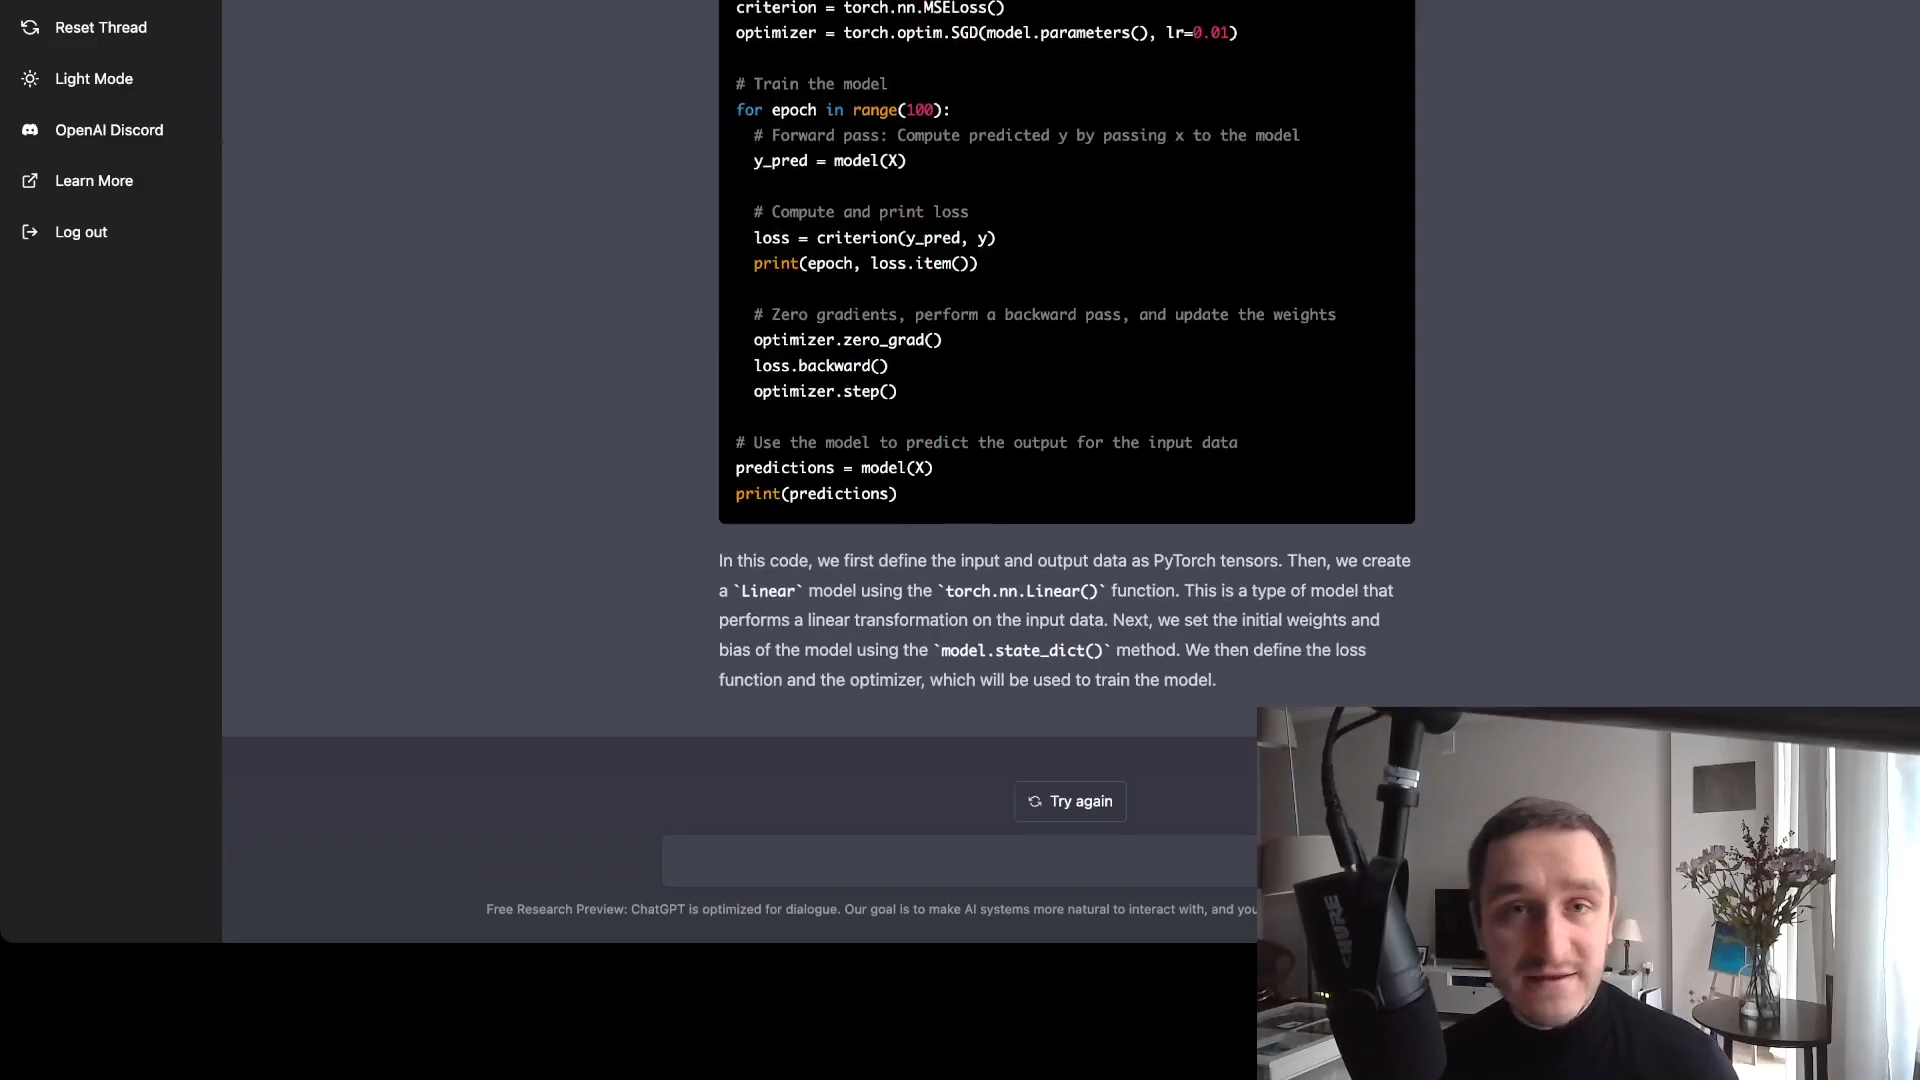 Reset Thread
Light Mode
OpenAI Discord
Learn More
Log out
criterion = torch.nn.MSELoss()
optimizer = torch.optim.SGD(model.parameters(), lr=0.01)
# Train the model
for epoch in range(100):
# Forward pass: Compute predicted y by passing x to the model
y_pred = model(X)
# Compute and print loss
loss = criterion(y_pred, y)
print(epoch, loss.item())
# Zero gradients, perform a backward pass, and update the weights
optimizer.zero_grad()
loss.backward()
optimizer.step()
# Use the model to predict the output for the input data
predictions = model(X)
print(predictions)
In this code, we first define the input and output data as PyTorch tensors. Then, we create
a `Linear` model using the `torch.nn.Linear()` function. This is a type of model that
performs a linear transformation on the input data. Next, we set the initial weights and
bias of the model using the `model.state_dict()` method. We then define the loss
function and the optimizer, which will be used to train the model.
Try again
Free Research Preview: ChatGPT is optimized for dialogue. Our goal is to make AI systems more natural to interact with, and you
SHURE